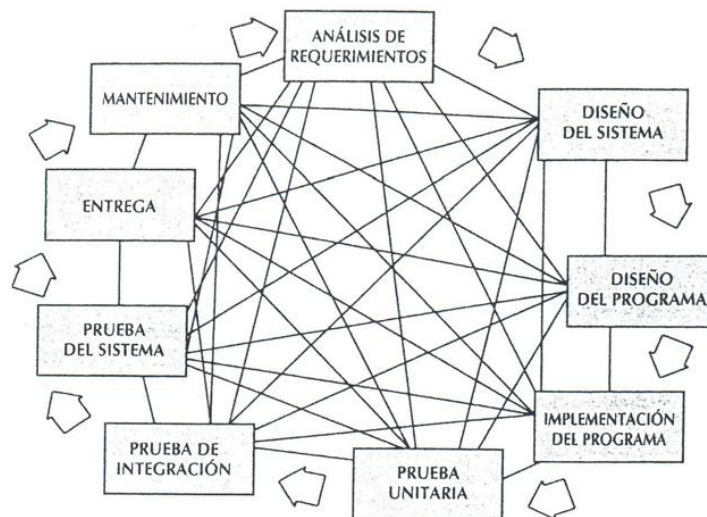 ANÁLISIS DE
REQUERIMIENTOS
MANTENIMIENTO
DISEÑO
DEL SISTEMA
ENTREGA
DISEÑO
DEL PROGRAMA
PRUEBA
DEL SISTEMA
IMPLEMENTACIÓN
DEL PROGRAMA
PRUEBA DE
INTEGRACIÓN
PRUEBA
UNITARIA